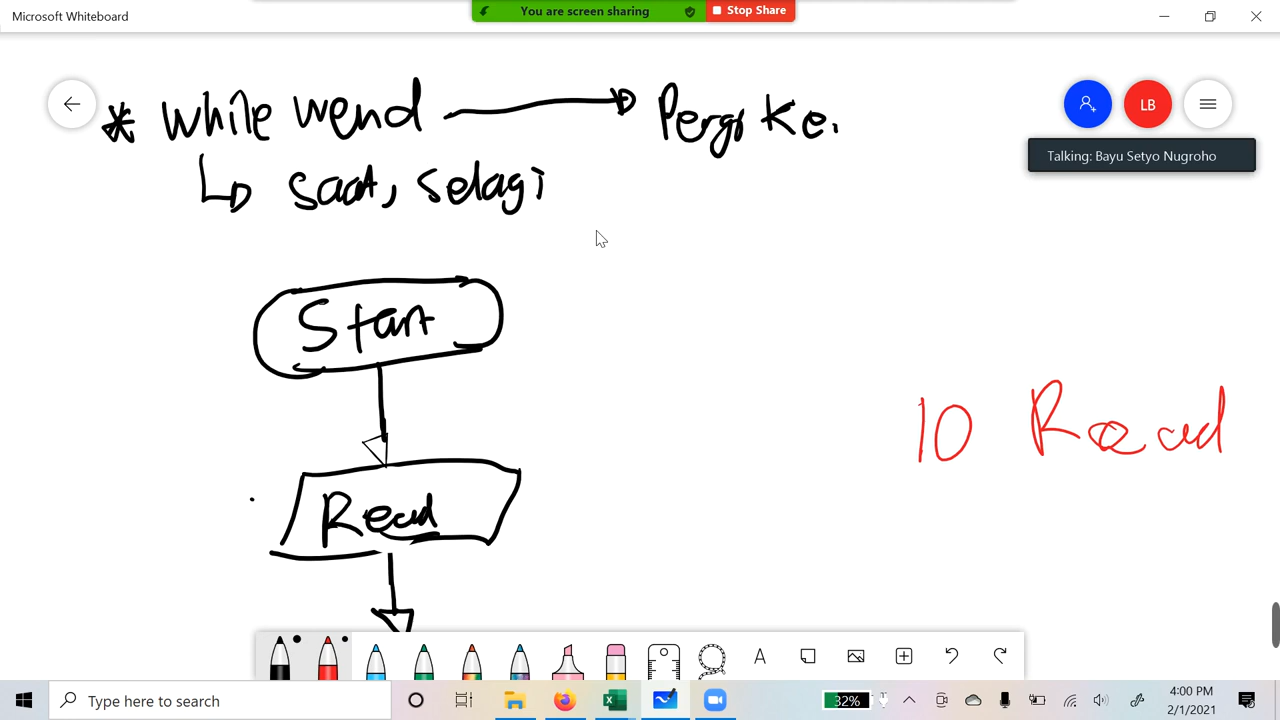 Microsoft Whiteboard
You are screen sharing
Stop Share
* While wend → Pergi Ke.
saat, selagi
LB
Talking: Bayu Setyo Nugroho
Start
10 Read
Read
A
Type here to search
32%
4:00 PM
2/1/2021